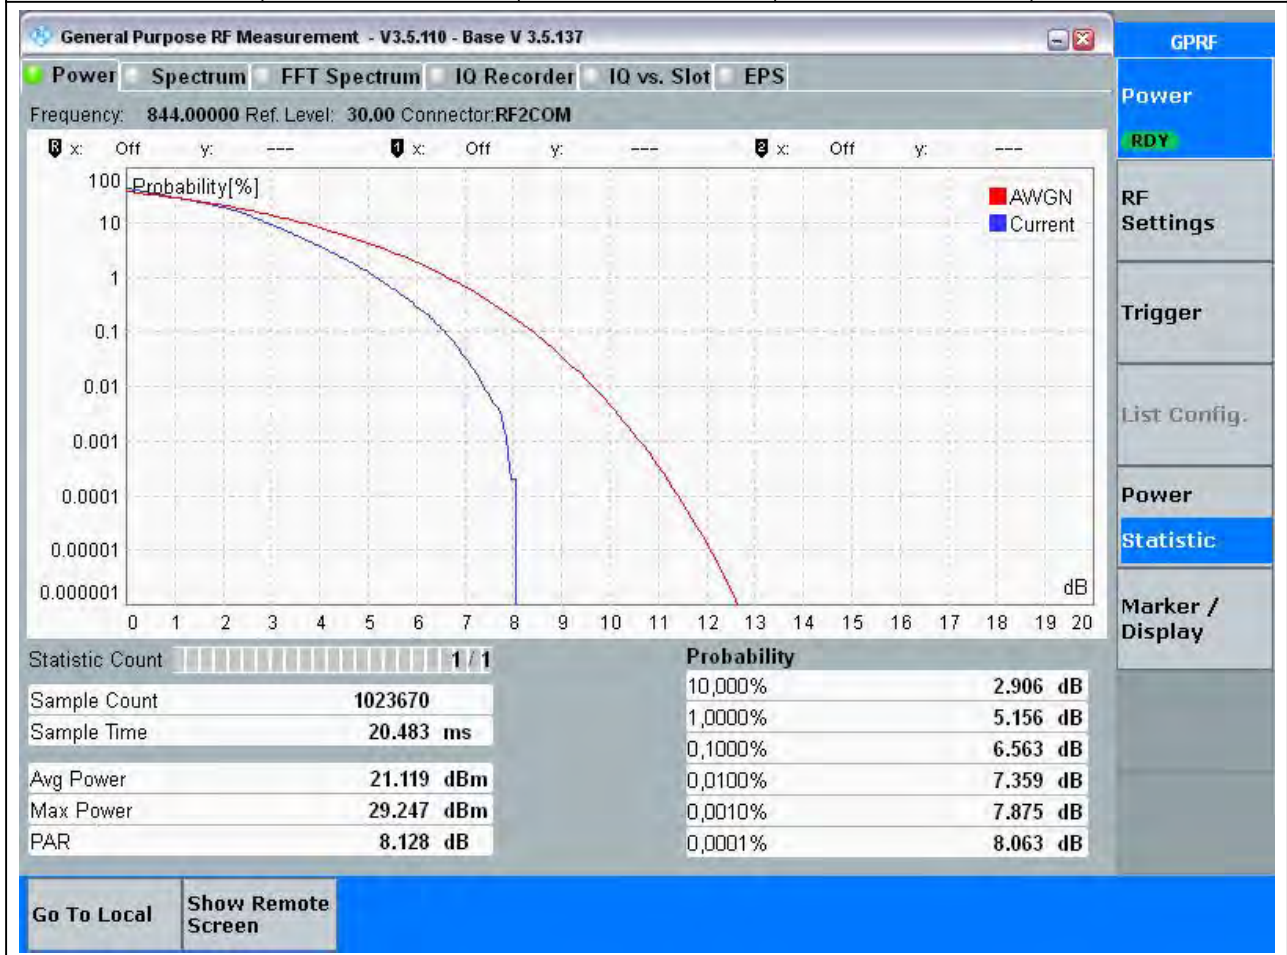 General Purpose RF Measurement - V3.5.110 - Base V 3.5.137
Power Spectrum FFT Spectrum IQ Recorder IQ vs. Slot EPS
Frequency: 844.00000 Ref. Level: 30.00 Connector:RF2COM
R x: Off y: --- 1 x: Off y: --- 2 x: Off y: ---
Probability[%]
AWGN
Current
100
10
1
0.1
0.01
0.001
0.0001
0.00001
0.000001
dB
0 1 2 3 4 5 6 7 8 9 10 11 12 13 14 15 16 17 18 19 20
Statistic Count 1 / 1
Sample Count 1023670
Sample Time 20.483 ms
Avg Power 21.119 dBm
Max Power 29.247 dBm
PAR 8.128 dB
Probability
10,000% 2.906 dB
1,0000% 5.156 dB
0,1000% 6.563 dB
0,0100% 7.359 dB
0,0010% 7.875 dB
0,0001% 8.063 dB
GPRF
Power
RDY
RF
Settings
Trigger
List Config.
Power
Statistic
Marker /
Display
Go To Local
Show Remote
Screen